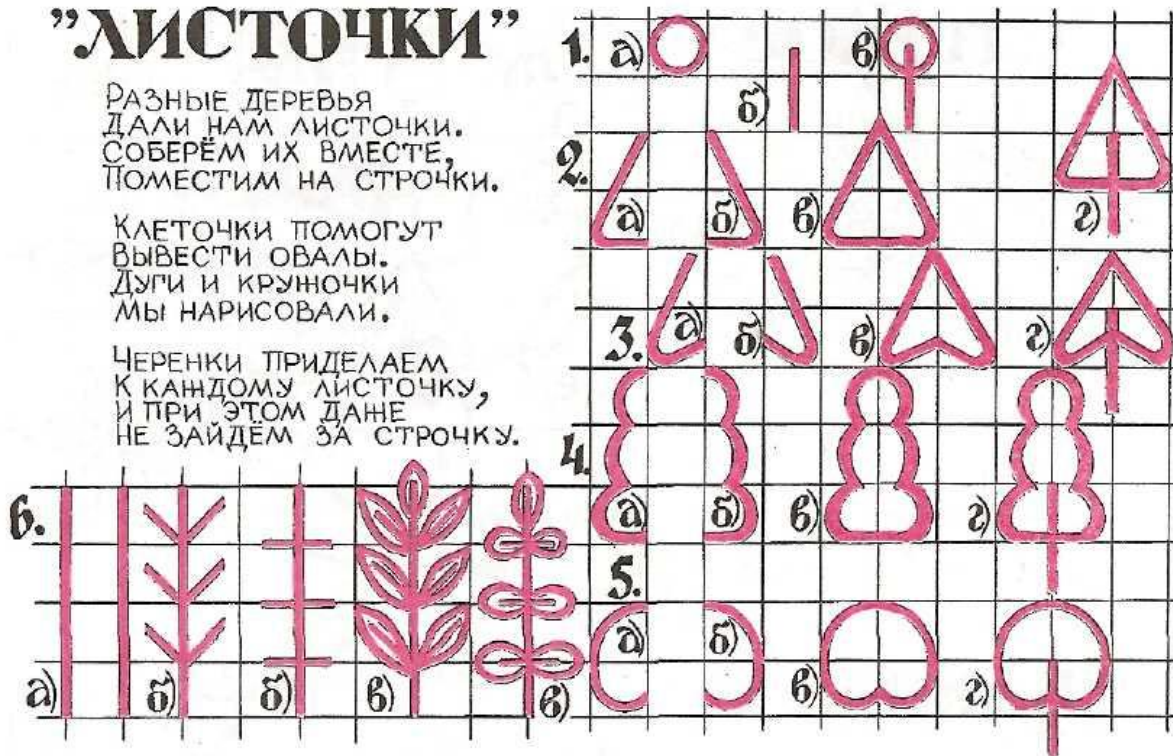 "ЛИСТОЧКИ"
РАЗНЫЕ ДЕРЕВЬЯ
ДАЛИ НАМ ЛИСТОЧКИ.
СОБЕРЁМ ИХ ВМЕСТЕ,
ПОМЕСТИМ НА СТРОЧКИ.
КЛЕТОЧКИ ПОМОГУТ
ВЫВЕСТИ ОВАЛЫ.
ДУГИ И КРУЖОЧКИ
МЫ НАРИСОВАЛИ.
ЧЕРЕНКИ ПРИДЕЛАЕМ
К КАЖДОМУ ЛИСТОЧКУ,
И ПРИ ЭТОМ ДАЖЕ
НЕ ЗАЙДЁМ ЗА СТРОЧКУ.
1. а) б) в)
2. а) б) в) г)
3. а) б) в) г)
4. а) б) в) г)
5. а) б) в) г)
6. а) б) б) в) в)